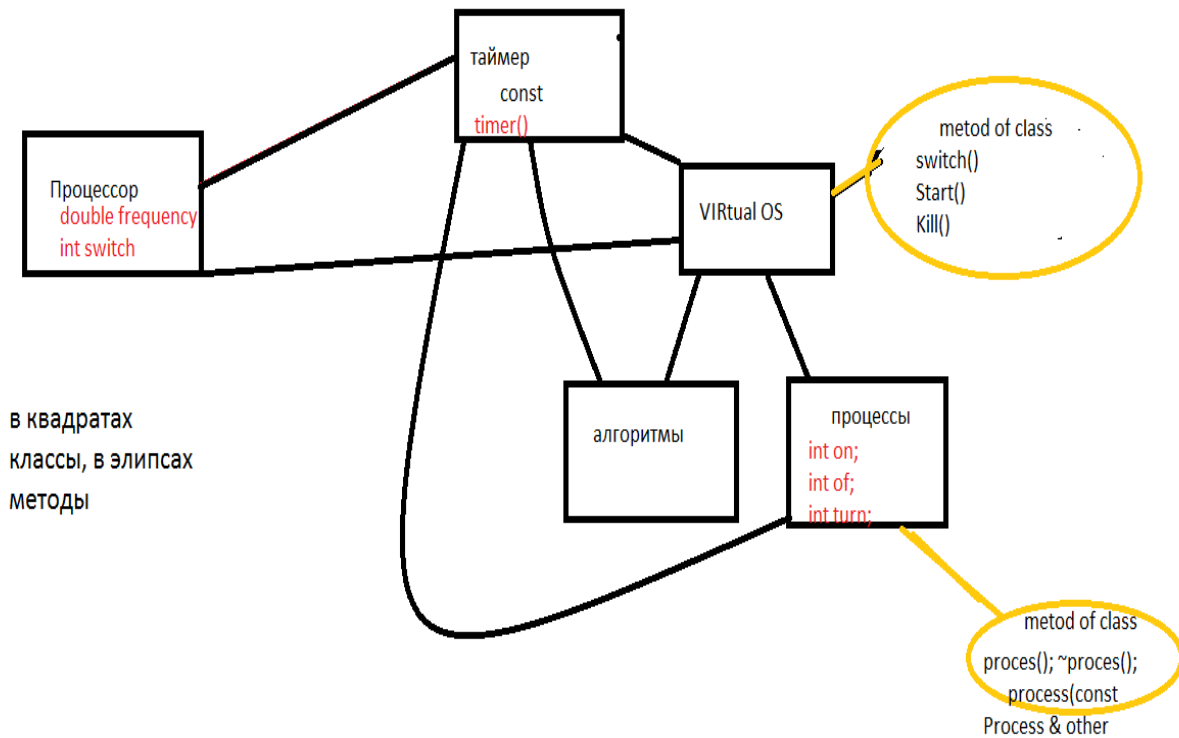 таймер
const
timer()
Процессор
double frequency
int switch
VIRtual OS
metod of class
switch()
Start()
Kill()
алгоритмы
процессы
int on;
int of;
int turn;
в квадратах
классы, в элипсах
методы
metod of class
proces(); ~proces();
process(const
Process & other